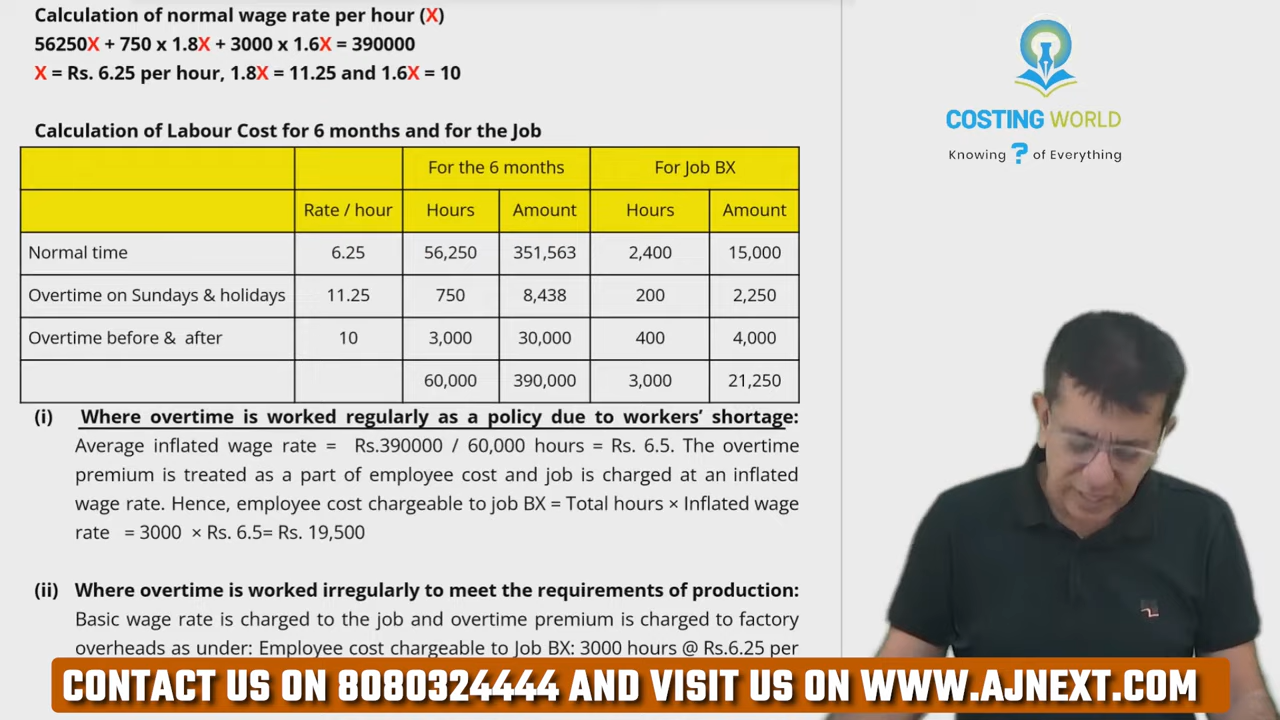 Calculation of normal wage rate per hour (X)
56250X + 750 x 1.8X + 3000 x 1.6X = 390000
X = Rs. 6.25 per hour, 1.8X = 11.25 and 1.6X = 10
Calculation of Labour Cost for 6 months and for the Job
For the 6 months For Job BX
Rate / hour Hours Amount Hours Amount
Normal time 6.25 56,250 351,563 2,400 15,000
Overtime on Sundays & holidays 11.25 750 8,438 200 2,250
Overtime before & after 10 3,000 30,000 400 4,000
60,000 390,000 3,000 21,250
(i) Where overtime is worked regularly as a policy due to workers’ shortage:
Average inflated wage rate = Rs.390000 / 60,000 hours = Rs. 6.5. The overtime
premium is treated as a part of employee cost and job is charged at an inflated
wage rate. Hence, employee cost chargeable to job BX = Total hours × Inflated wage
rate = 3000 × Rs. 6.5= Rs. 19,500
(ii) Where overtime is worked irregularly to meet the requirements of production:
Basic wage rate is charged to the job and overtime premium is charged to factory
overheads as under: Employee cost chargeable to Job BX: 3000 hours @ Rs.6.25 per
COSTING WORLD
Knowing ? of Everything
CONTACT US ON 8080324444 AND VISIT US ON WWW.AJNEXT.COM